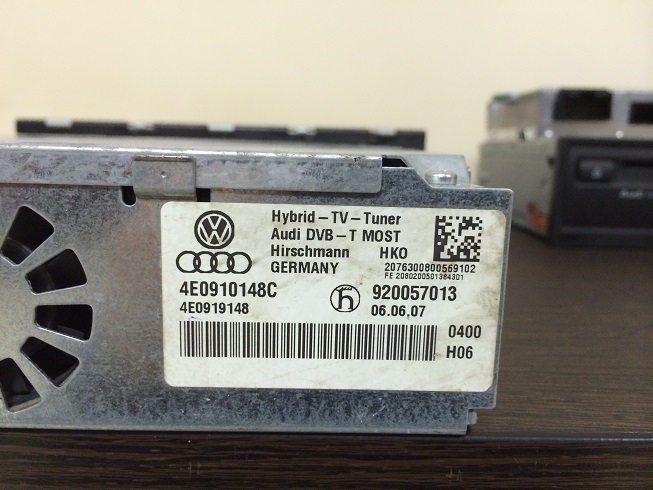 Hybrid-TV-Tuner
Audi DVB-T MOST
Hirschmann HKO
GERMANY 2076300800569102
FE 2080200501384301
4E0910148C 920057013
4E0919148 06.06.07
0400
H06
Audi